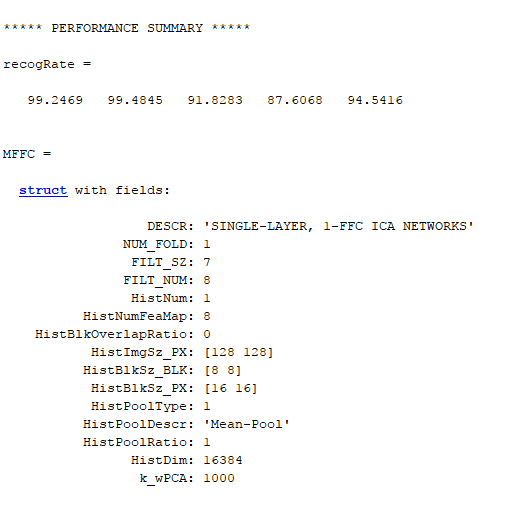 ***** PERFORMANCE SUMMARY *****
recogRate =
99.2469 99.4845 91.8283 87.6068 94.5416
MFFC =
struct with fields:
DESCR: 'SINGLE-LAYER, 1-FFC ICA NETWORKS'
NUM_FOLD: 1
FILT_SZ: 7
FILT_NUM: 8
HistNum: 1
HistNumFeaMap: 8
HistBlkOverlapRatio: 0
HistImgSz_PX: [128 128]
HistBlkSz_BLK: [8 8]
HistBlkSz_PX: [16 16]
HistPoolType: 1
HistPoolDescr: 'Mean-Pool'
HistPoolRatio: 1
HistDim: 16384
k_wPCA: 1000